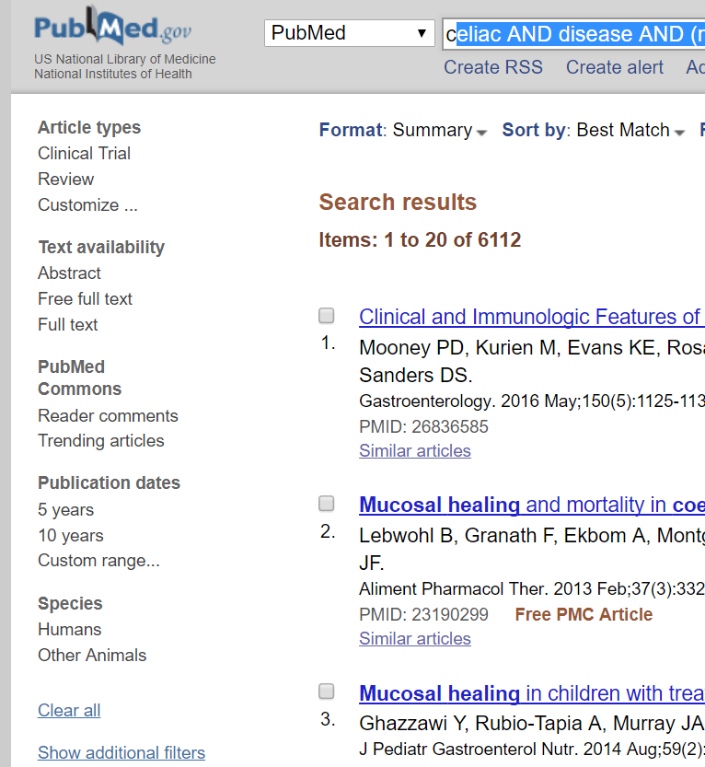 PubMed.gov
US National Library of Medicine
National Institutes of Health
PubMed
celiac AND disease AND (
Create RSS Create alert
Article types
Clinical Trial
Review
Customize ...
Text availability
Abstract
Free full text
Full text
PubMed
Commons
Reader comments
Trending articles
Publication dates
5 years
10 years
Custom range...
Species
Humans
Other Animals
Clear all
Show additional filters
Format: Summary Sort by: Best Match
Search results
Items: 1 to 20 of 6112
1.
Clinical and Immunologic Features of
Mooney PD, Kurien M, Evans KE,
Sanders DS.
Gastroenterology. 2016 May;150(5):1125-113
PMID: 26836585
Similar articles
2.
Mucosal healing and mortality in
Lebwohl B, Granath F, Ekbom A,
JF.
Aliment Pharmacol Ther. 2013 Feb;37(3):332
PMID: 23190299 Free PMC Article
Similar articles
3.
Mucosal healing in children with
Ghazzawi Y, Rubio-Tapia A, Murray JA
J Pediatr Gastroenterol Nutr. 2014 Aug;59(2):